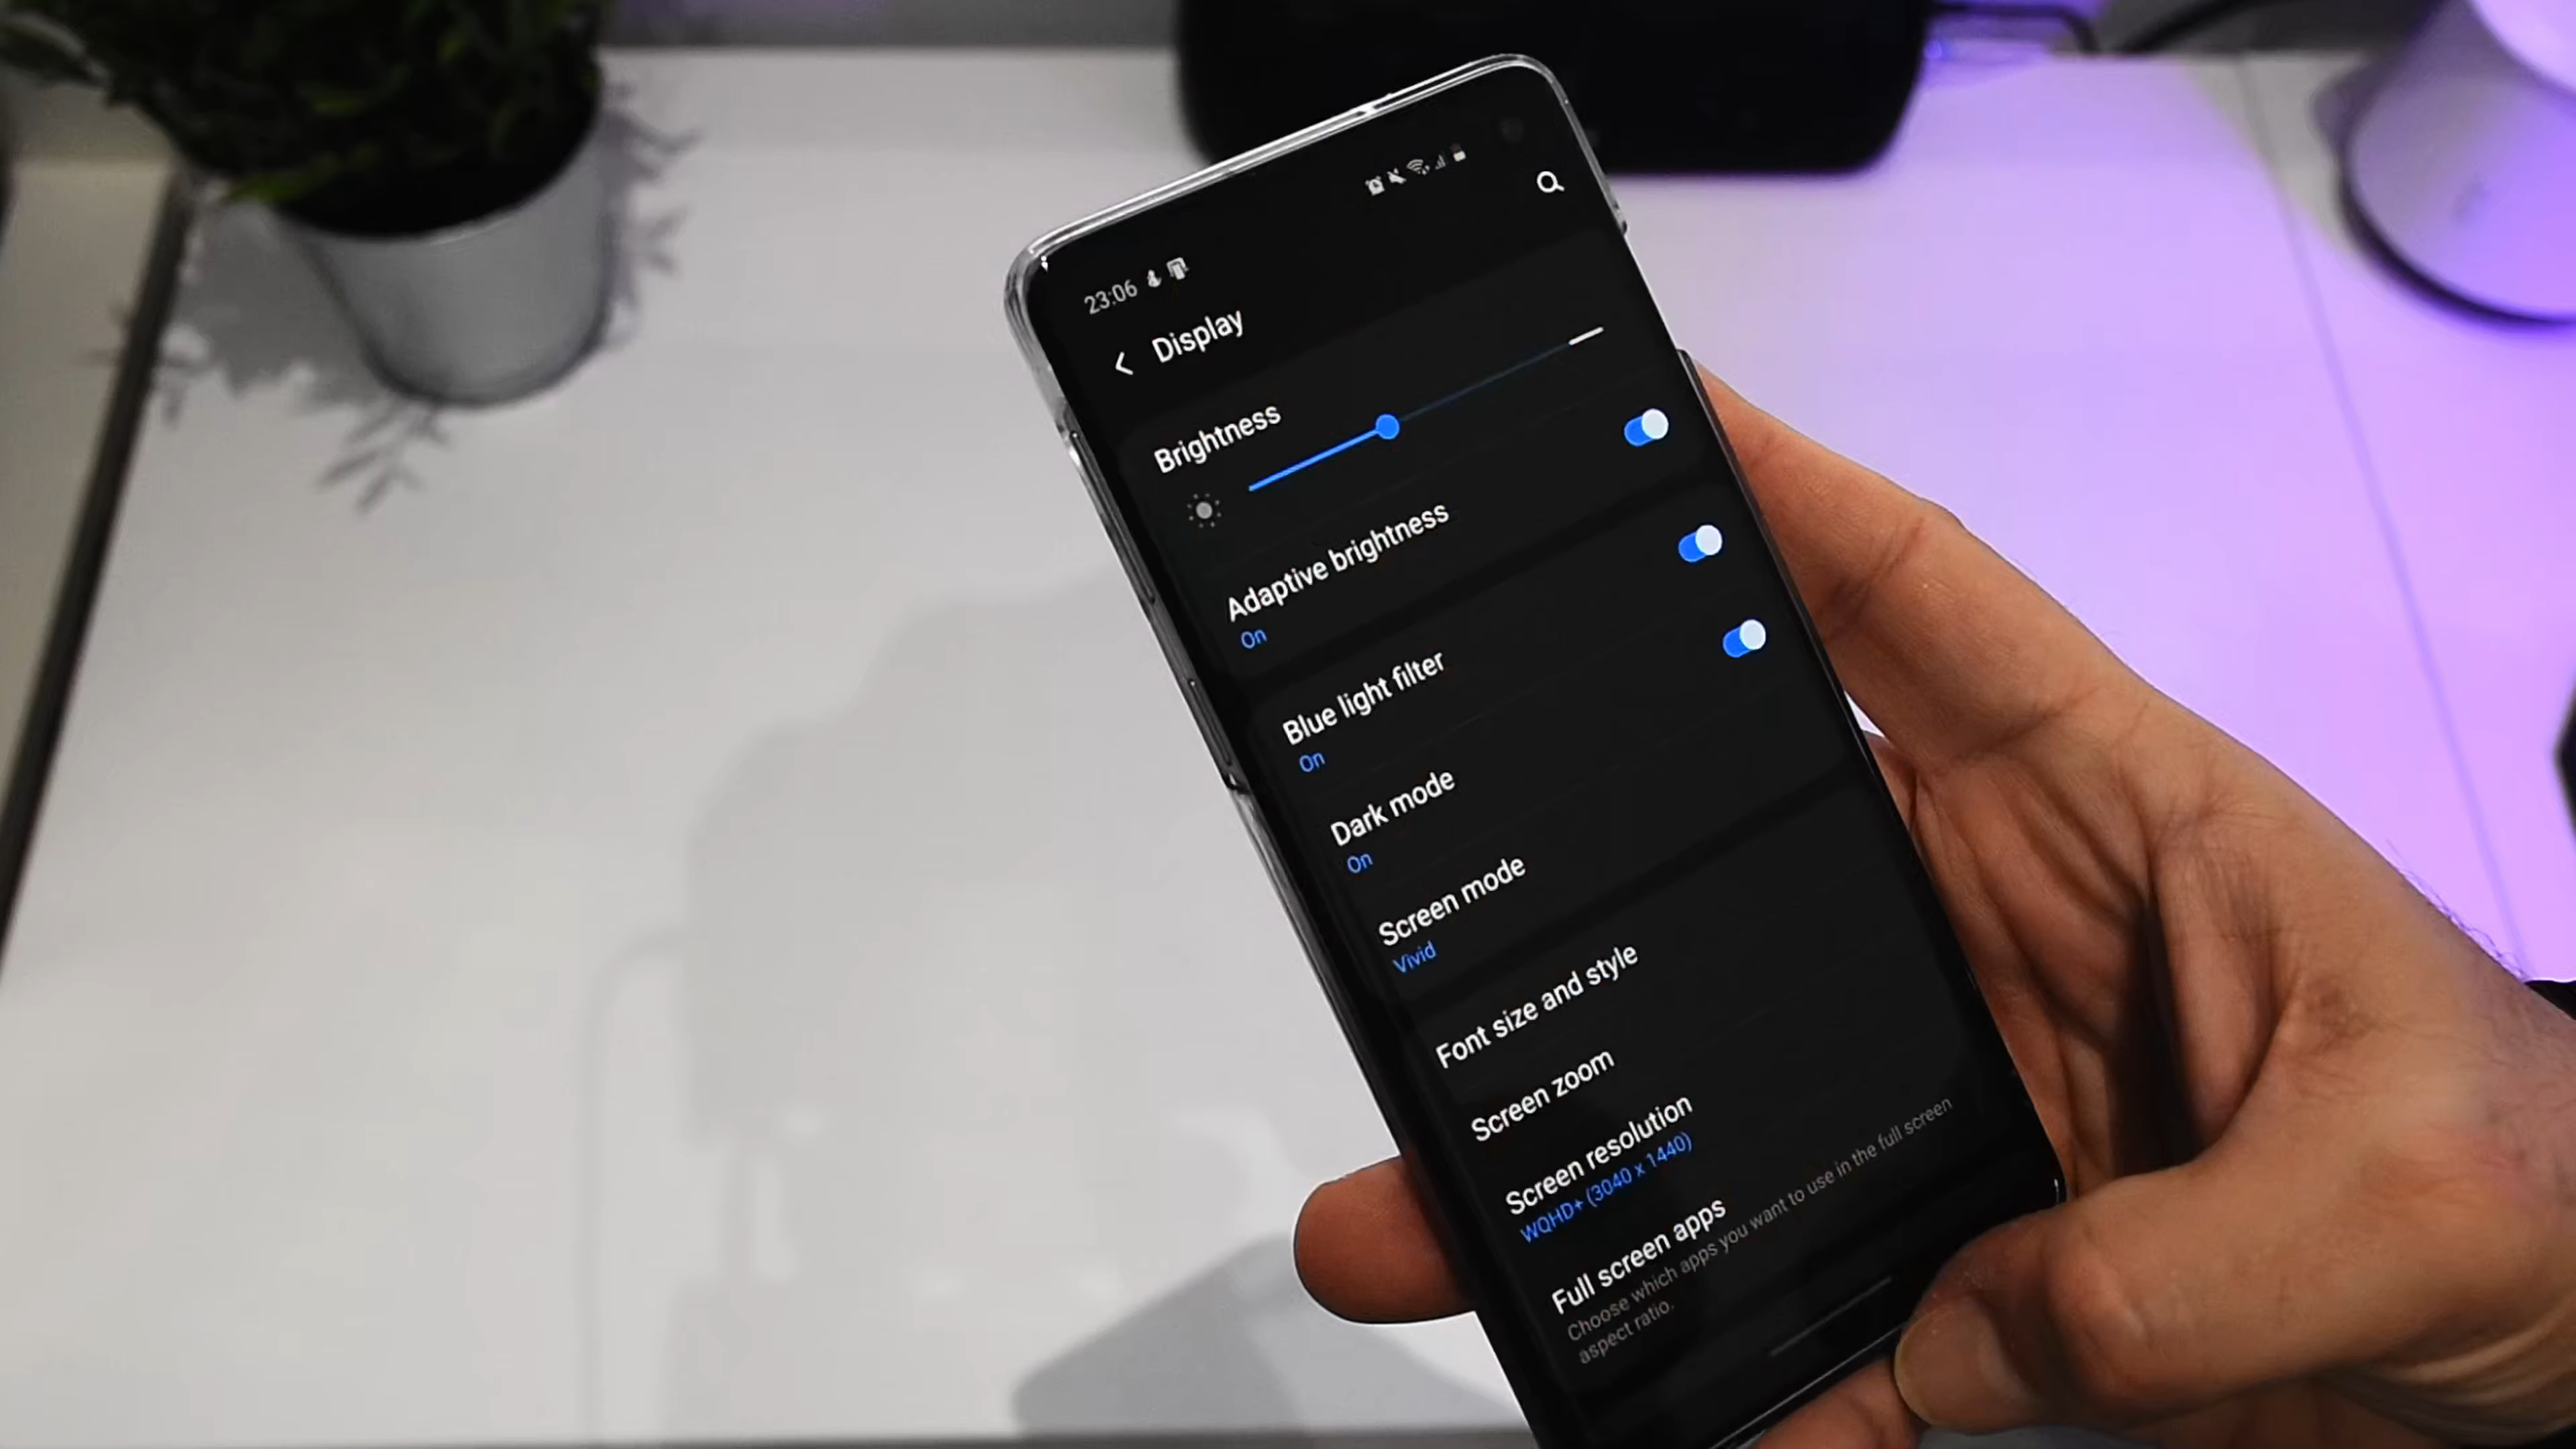 23:06
Display
Brightness
Adaptive brightness
On
Blue light filter
On
Dark mode
On
Screen mode
Vivid
Font size and style
Screen zoom
Screen resolution
WQHD+ (3040 x 1440)
Full screen apps
Choose which apps you want to use in the full screen
aspect ratio.